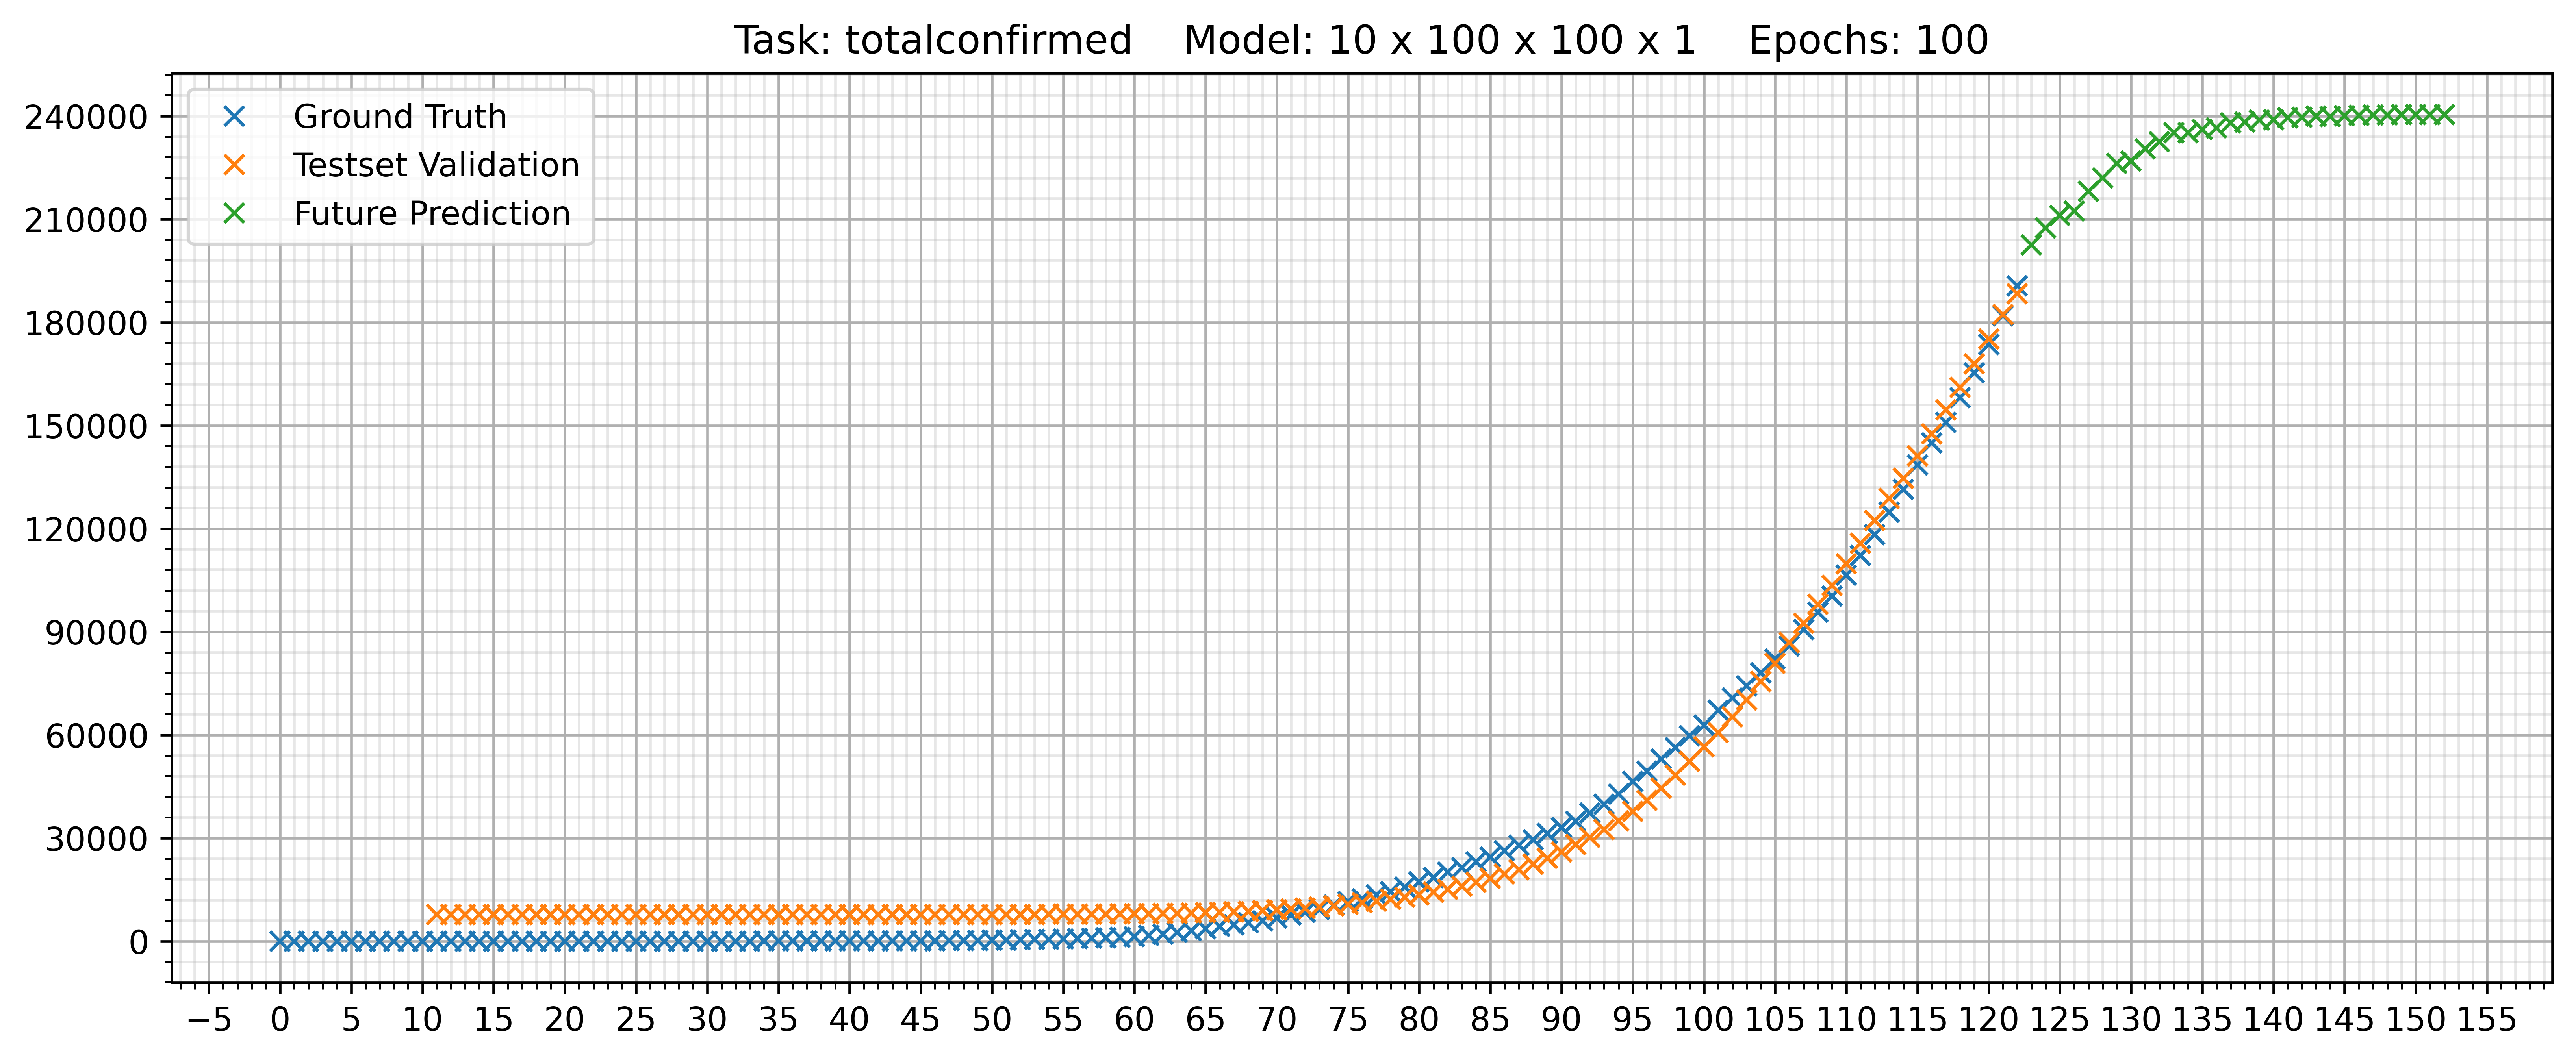 Task: totalconfirmed    Model: 10 x 100 x 100 x 1    Epochs: 100
Ground Truth
Testset Validation
Future Prediction
240000
210000
180000
150000
120000
90000
60000
30000
0
−5 0 5 10 15 20 25 30 35 40 45 50 55 60 65 70 75 80 85 90 95 100 105 110 115 120 125 130 135 140 145 150 155